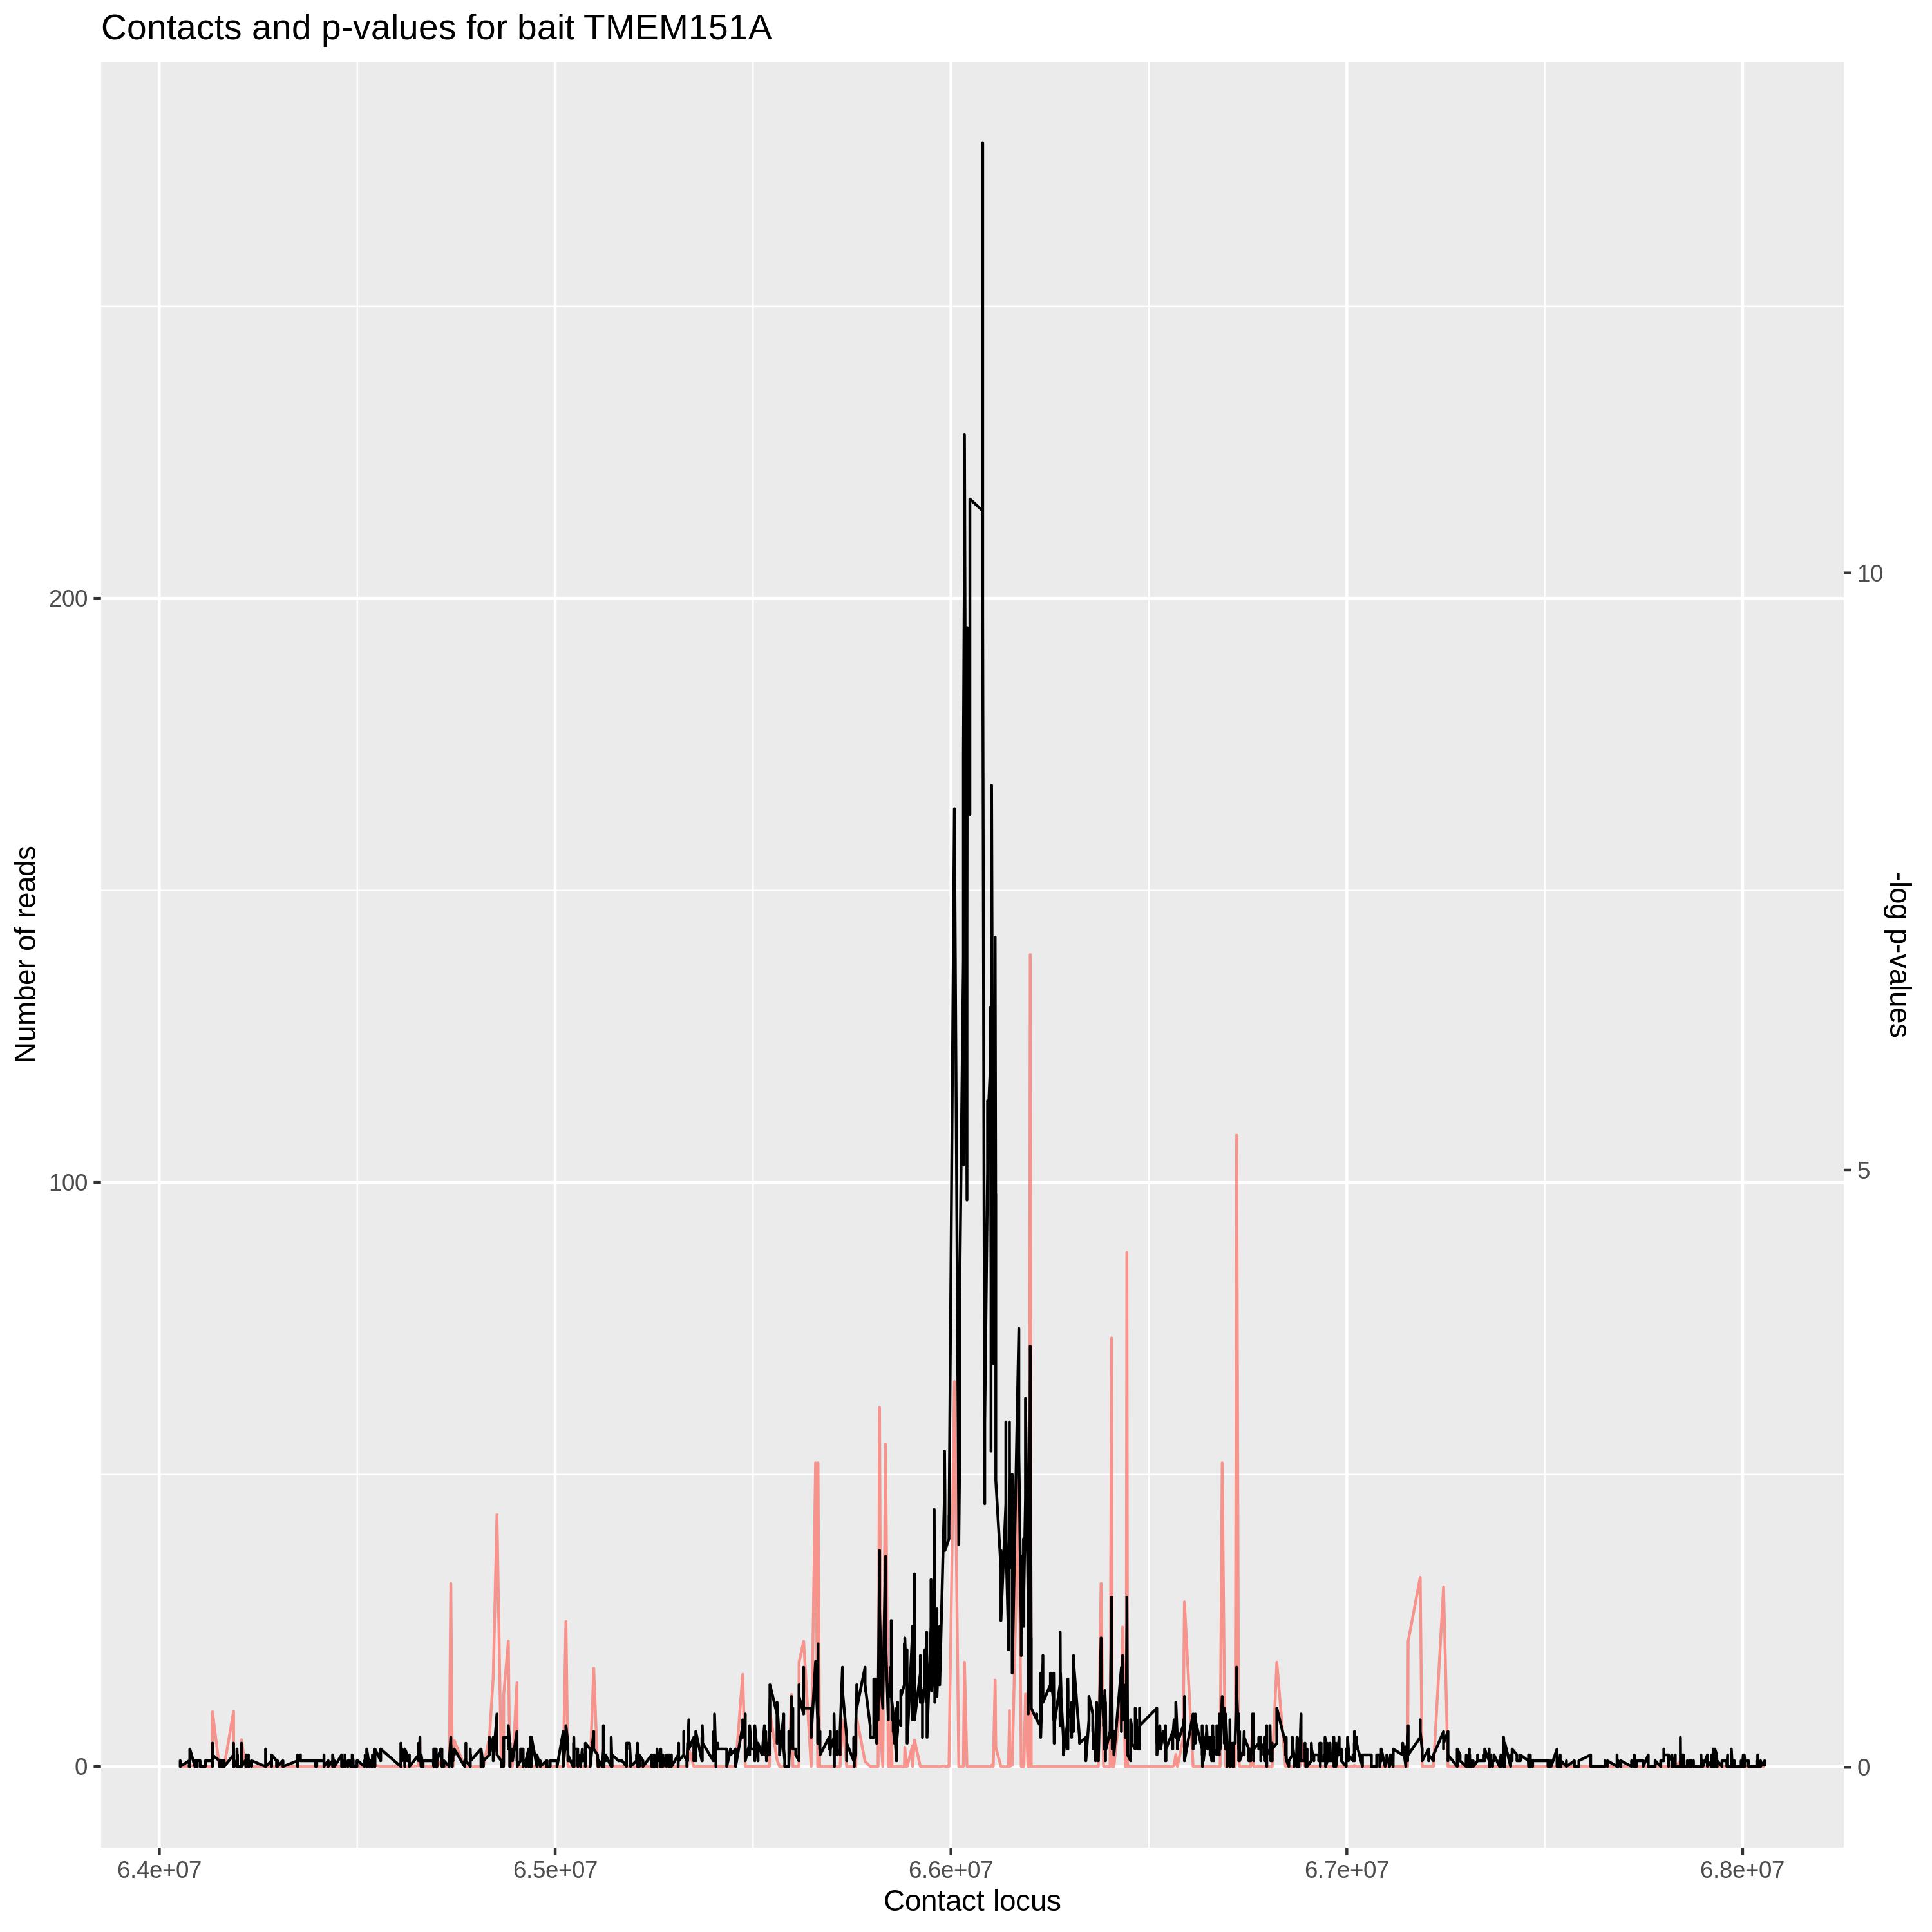 Contacts and p-values for bait TMEM151A
Number of reads
200
100
0
10
5
0
-log p-values
6.4e+07
6.5e+07
6.6e+07
6.7e+07
6.8e+07
Contact locus